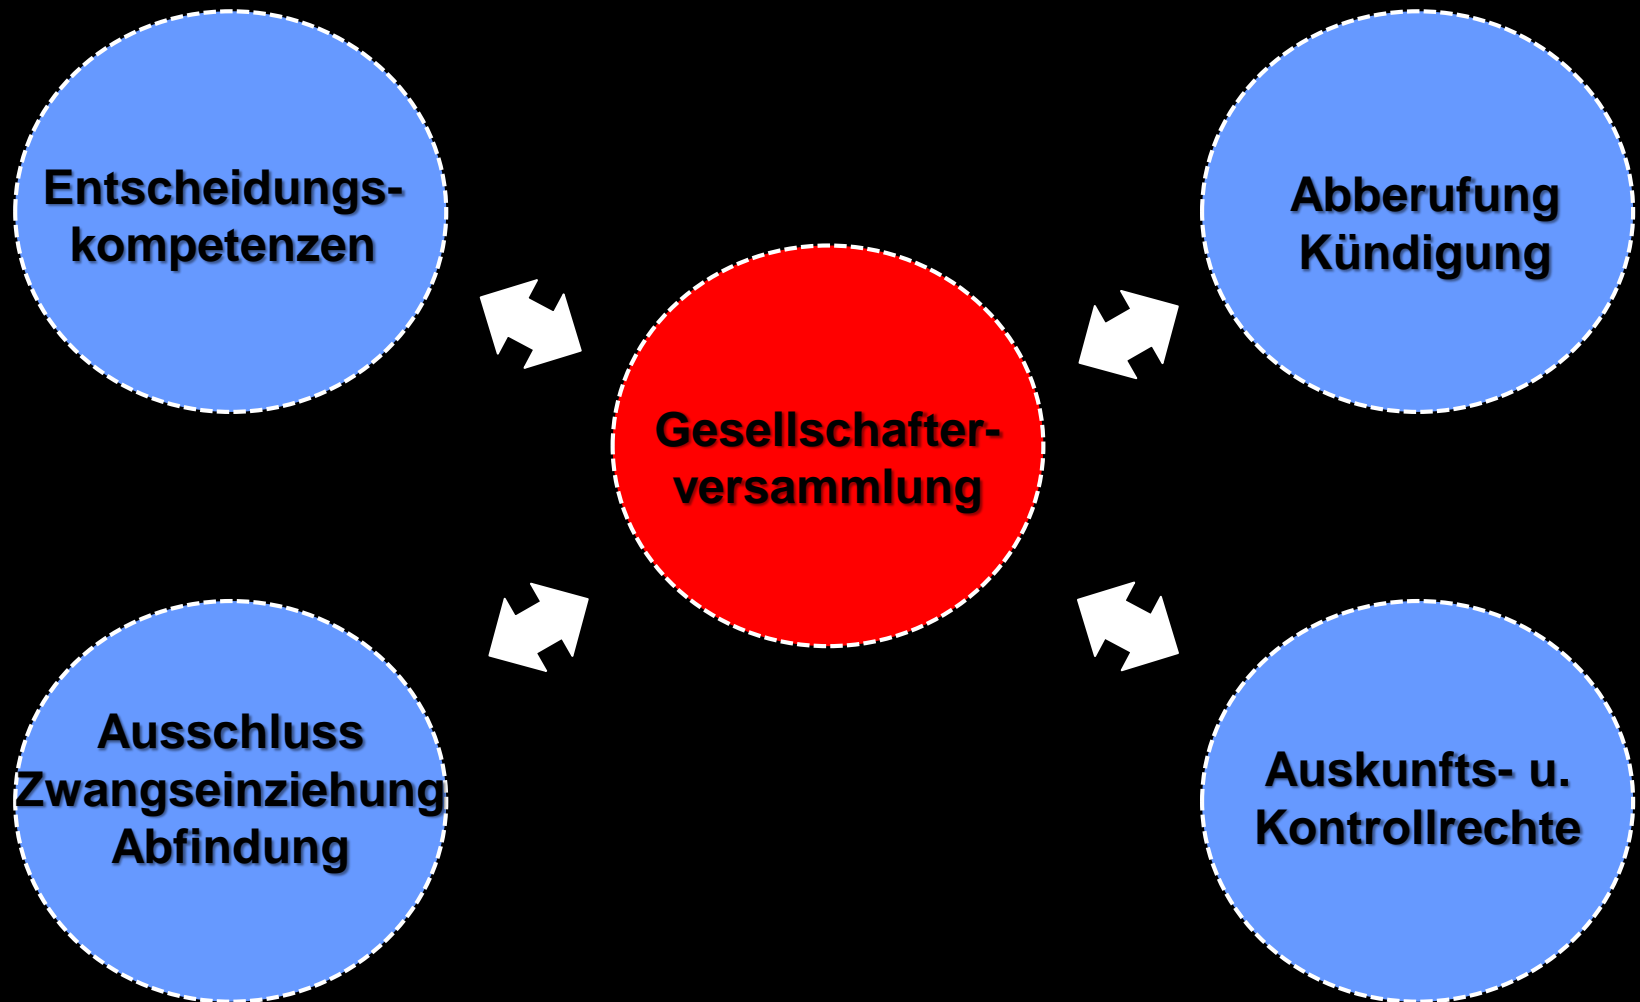 Entscheidungs-
kompetenzen
Abberufung
Kündigung
Gesellschafter-
versammlung
Ausschluss
Zwangseinziehung
Abfindung
Auskunfts- u.
Kontrollrechte